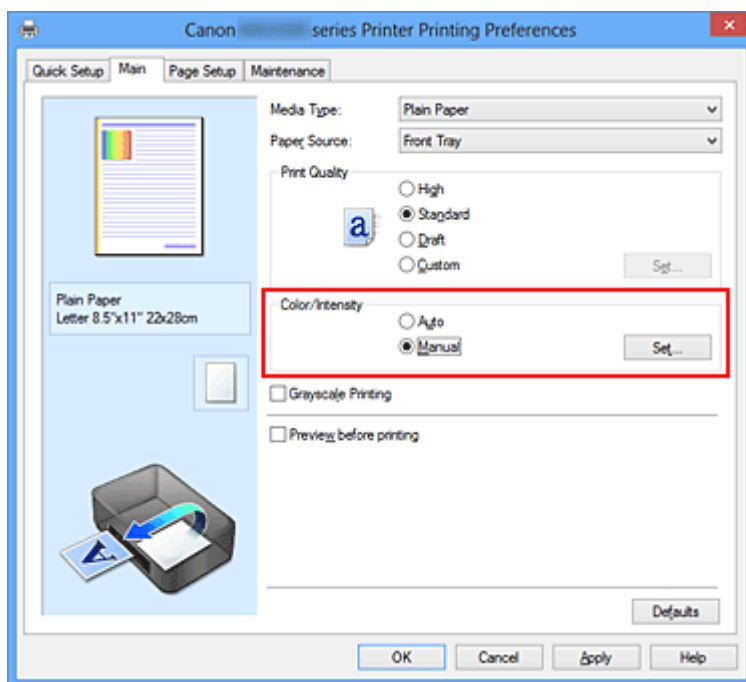 Canon series Printer Printing Preferences
Quick Setup Main Page Setup Maintenance
Media Type: Plain Paper
Paper Source: Front Tray
Print Quality
High
Standard
Draft
Custom Set...
Plain Paper
Letter 8.5"x11" 22x28cm
Color/Intensity
Auto
Manual Set...
Grayscale Printing
Preview before printing
Defaults
OK Cancel Apply Help